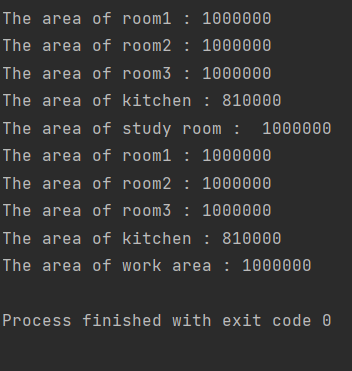 The area of room1 : 1000000
The area of room2 : 1000000
The area of room3 : 1000000
The area of kitchen : 810000
The area of study room :  1000000
The area of room1 : 1000000
The area of room2 : 1000000
The area of room3 : 1000000
The area of kitchen : 810000
The area of work area : 1000000
Process finished with exit code 0